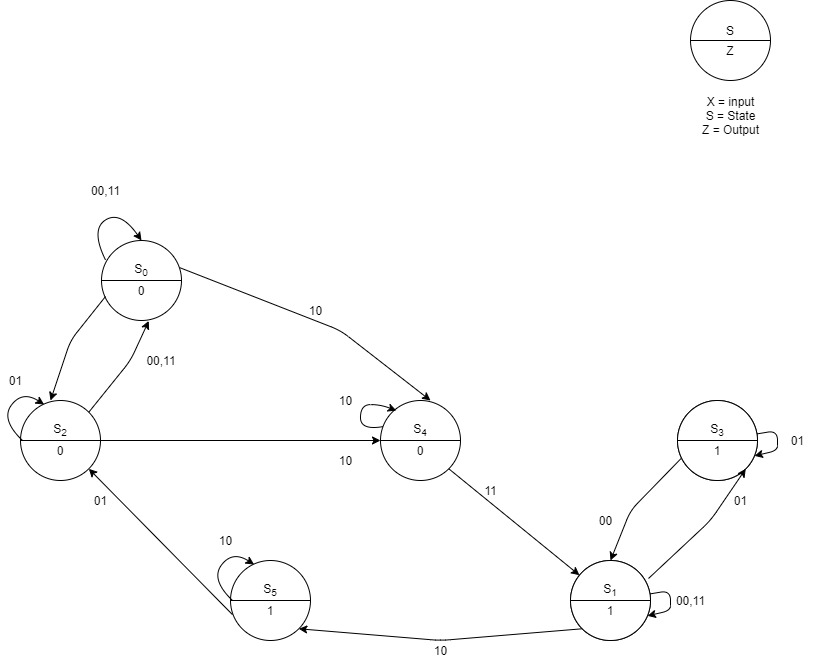 S
Z
X = input
S = State
Z = Output
00,11
S0
0
10
00,11
01
S2
0
10
S4
0
10
S3
1
01
01
11
00
01
10
S5
1
S1
1
00,11
10